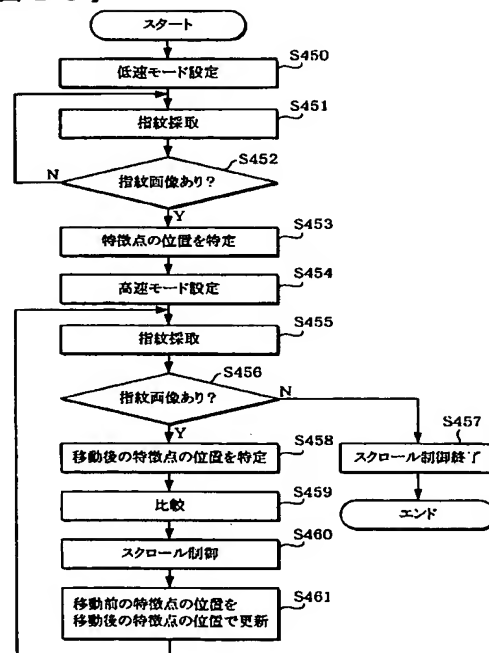 スタート
S450
低速モード設定
S451
指紋採取
S452
指紋画像あり？
N
Y
S453
特徴点の位置を特定
S454
高速モード設定
S455
指紋採取
S456
指紋画像あり？
N
Y
S457
スクロール制御終了
エンド
S458
移動後の特徴点の位置を特定
S459
比較
S460
スクロール制御
S461
移動前の特徴点の位置を
移動後の特徴点の位置で更新